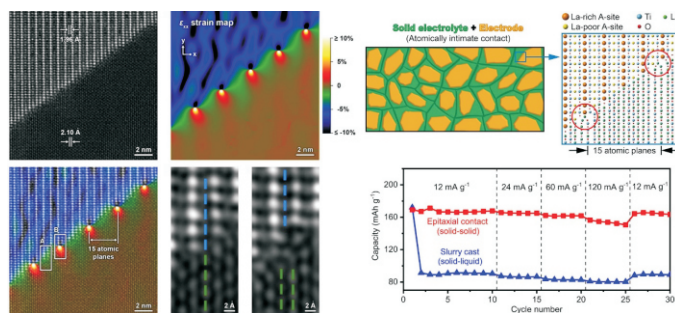 1.96 Å
2.10 Å
2 nm
εxx strain map
y
x
2 nm
≥ 10%
5%
0
-5%
≤ -10%
Solid electrolyte + Electrode
(Atomically intimate contact)
La-rich A-site
Ti
La-poor A-site
O
15 atomic planes
A
B
15 atomic
planes
2 nm
2 Å
2 Å
12 mA g⁻¹
24 mA g⁻¹
60 mA g⁻¹
120 mA g⁻¹
12 mA g⁻¹
Epitaxial contact
(solid-solid)
Slurry cast
(solid-liquid)
Capacity (mAh g⁻¹)
200
160
120
80
0
5
10
15
20
25
30
Cycle number